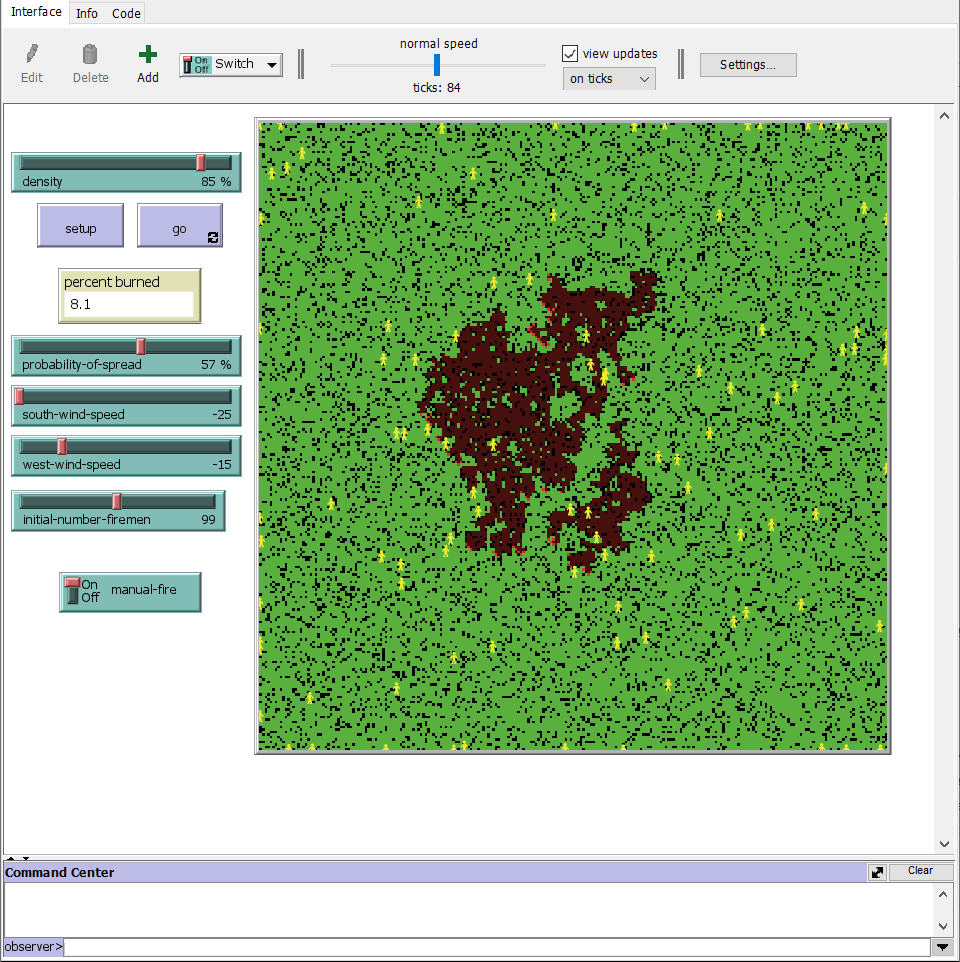 Interface Info Code
Edit Delete Add
On Off Switch
normal speed
ticks: 84
view updates
on ticks
Settings...
density 85 %
setup go
percent burned
8.1
probability-of-spread 57 %
south-wind-speed -25
west-wind-speed -15
initial-number-firemen 99
On
Off
manual-fire
Command Center Clear
observer>